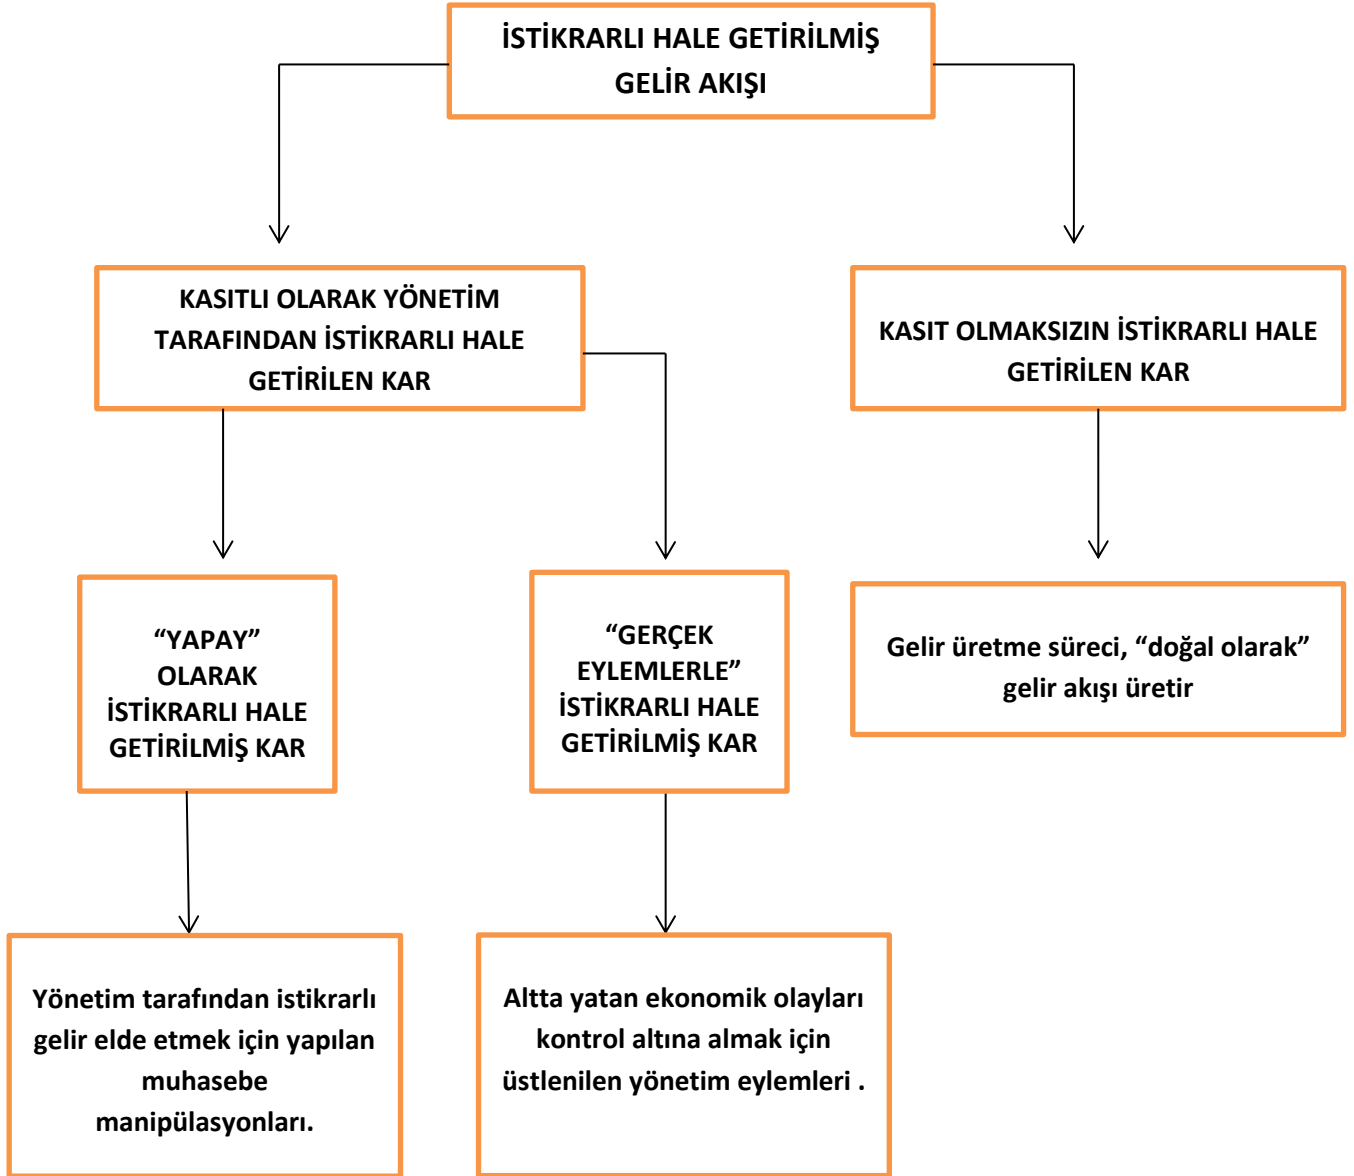 İSTİKRARLI HALE GETİRİLMİŞ
GELİR AKIŞI
KASITLI OLARAK YÖNETİM
TARAFINDAN İSTİKRARLI HALE
GETİRİLEN KAR
KASIT OLMAKSIZIN İSTİKRARLI HALE
GETİRİLEN KAR
“YAPAY”
OLARAK
İSTİKRARLI HALE
GETİRİLMİŞ KAR
“GERÇEK
EYLEMLERLE”
İSTİKRARLI HALE
GETİRİLMİŞ KAR
Gelir üretme süreci, “doğal olarak”
gelir akışı üretir
Yönetim tarafından istikrarlı
gelir elde etmek için yapılan
muhasebe
manipülasyonları.
Altta yatan ekonomik olayları
kontrol altına almak için
üstlenilen yönetim eylemleri .